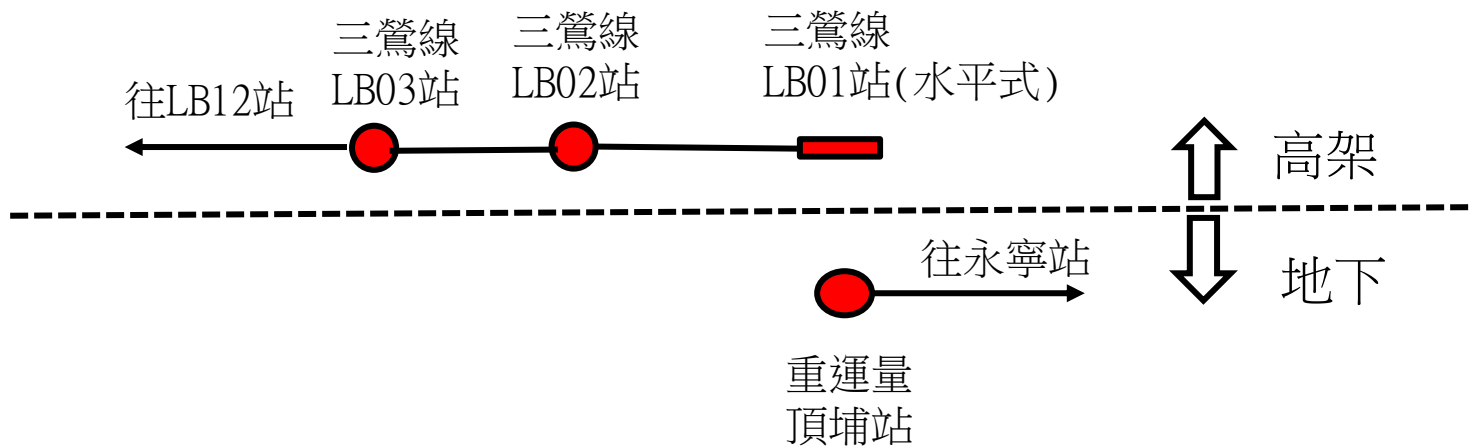 三鶯線
LB03站
三鶯線
LB02站
三鶯線
LB01站(水平式)
往LB12站
高架
往永寧站
地下
重運量
頂埔站